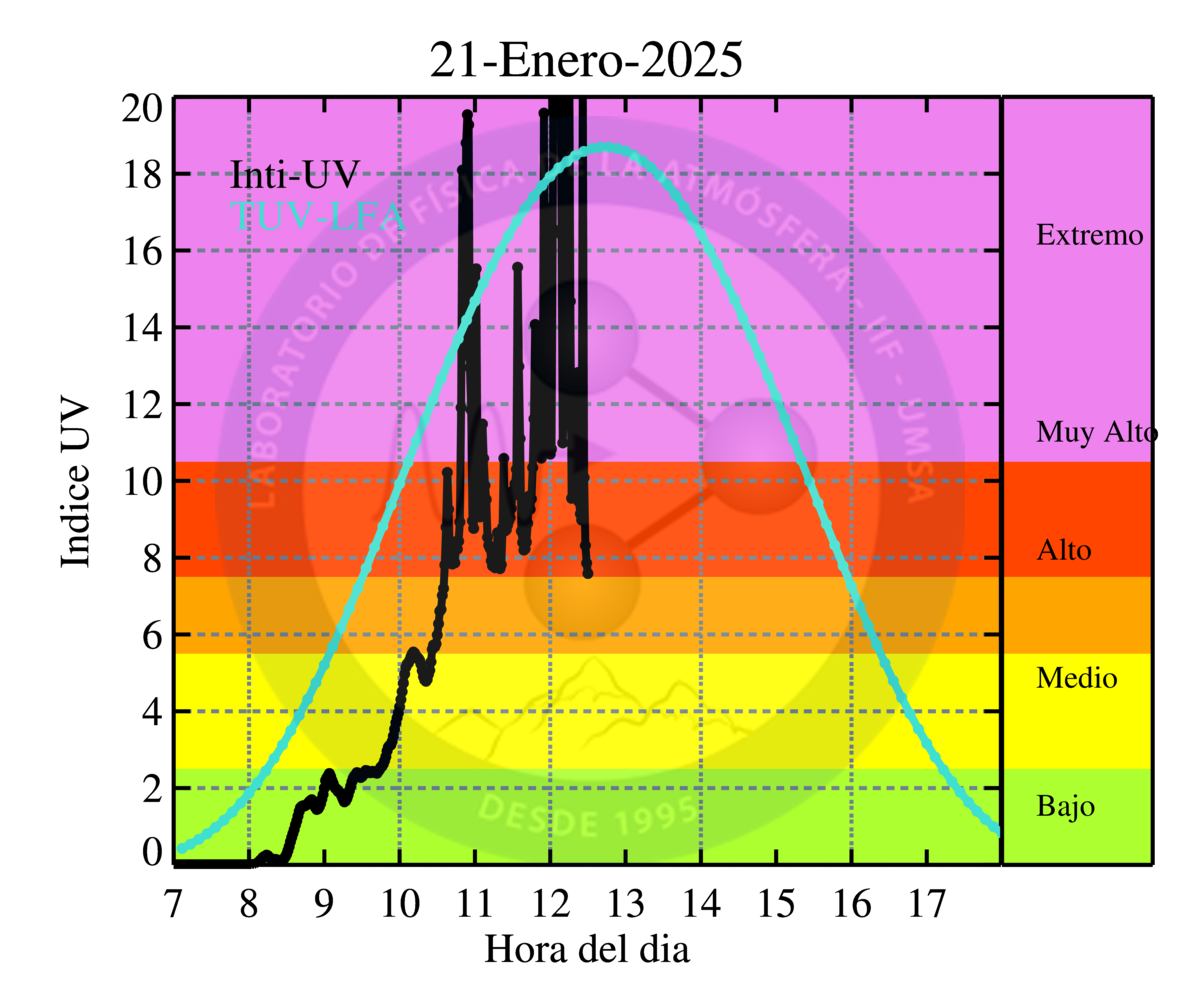 21-Enero-2025
Indice UV
20
18
16
14
12
10
8
6
4
2
0
Inti-UV
TUV-LFA
LABORATORIO DE FÍSICA DE LA ATMÓSFERA - IIF - UMSA
DESDE 1995
Extremo
Muy Alto
Alto
Medio
Bajo
7 8 9 10 11 12 13 14 15 16 17
Hora del dia